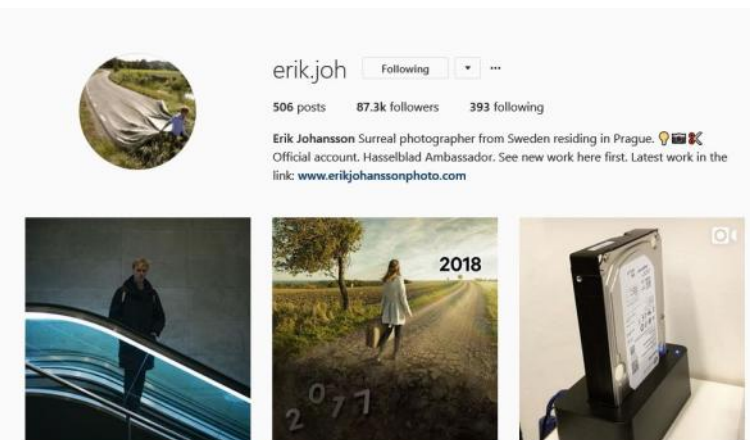 erik.joh Following
506 posts 87.3k followers 393 following
Erik Johansson Surreal photographer from Sweden residing in Prague. 💡📷✂
Official account. Hasselblad Ambassador. See new work here first. Latest work in the
link: www.erikjohanssonphoto.com
2018
2077